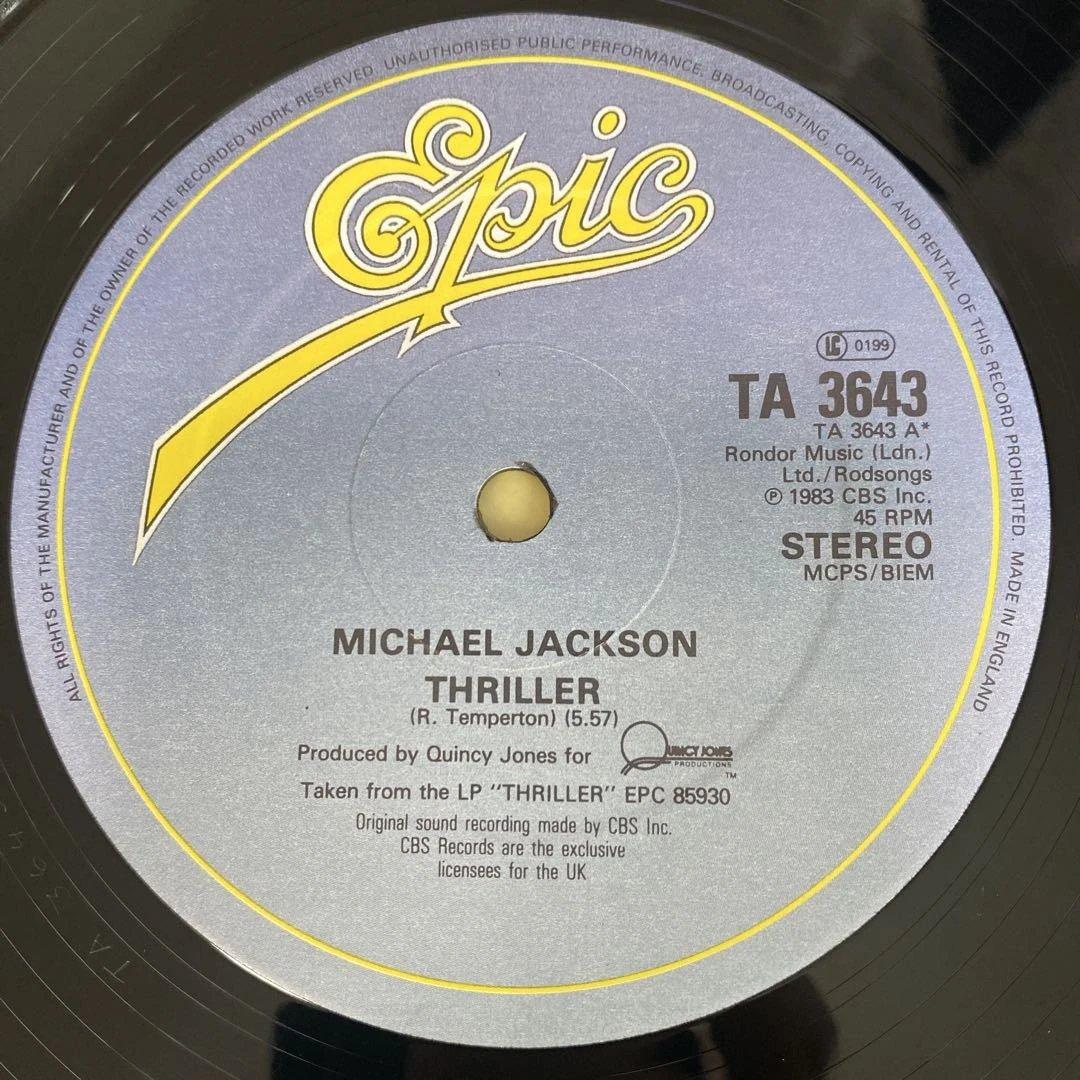 ALL RIGHTS OF THE MANUFACTURER AND OF THE OWNER OF THE RECORDED WORK RESERVED. UNAUTHORISED PUBLIC PERFORMANCE, BROADCASTING, COPYING AND RENTAL OF THIS RECORD PROHIBITED. MADE IN ENGLAND
Epic
LC 0199
TA 3643
TA 3643 A*
Rondor Music (Ldn.)
Ltd./Rodsongs
℗ 1983 CBS Inc.
45 RPM
STEREO
MCPS/BIEM
MICHAEL JACKSON
THRILLER
(R. Temperton) (5.57)
Produced by Quincy Jones for QUINCY JONES
PRODUCTIONS
TM
Taken from the LP "THRILLER" EPC 85930
Original sound recording made by CBS Inc.
CBS Records are the exclusive
licensees for the UK
TA 364